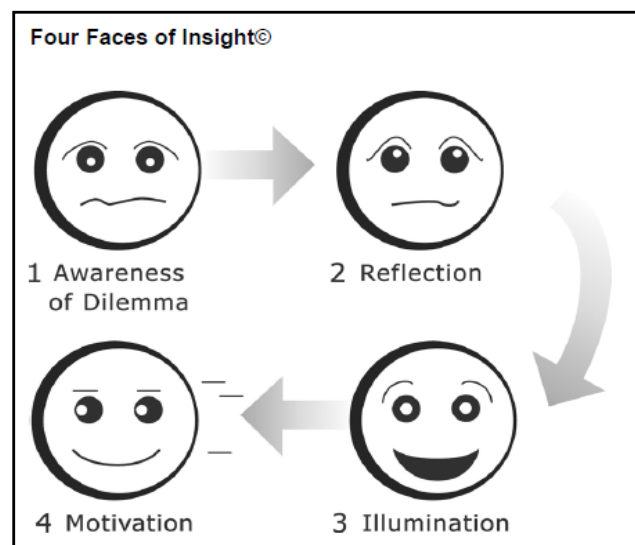 Four Faces of Insight©
1 Awareness
of Dilemma
2 Reflection
4 Motivation
3 Illumination